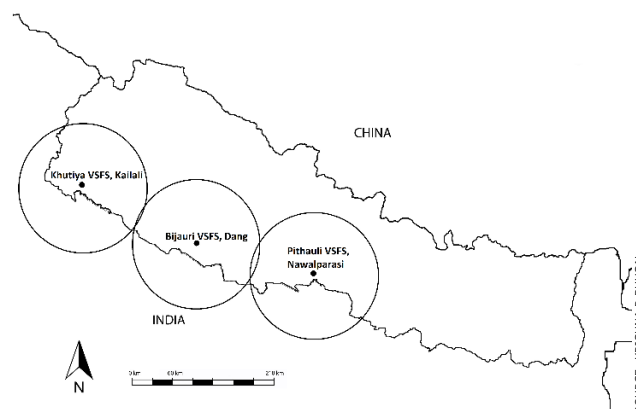 CHINA
Khutiya VSFS, Kailali
Bijauri VSFS, Dang
Pithauli VSFS,
Nawalparasi
INDIA
N